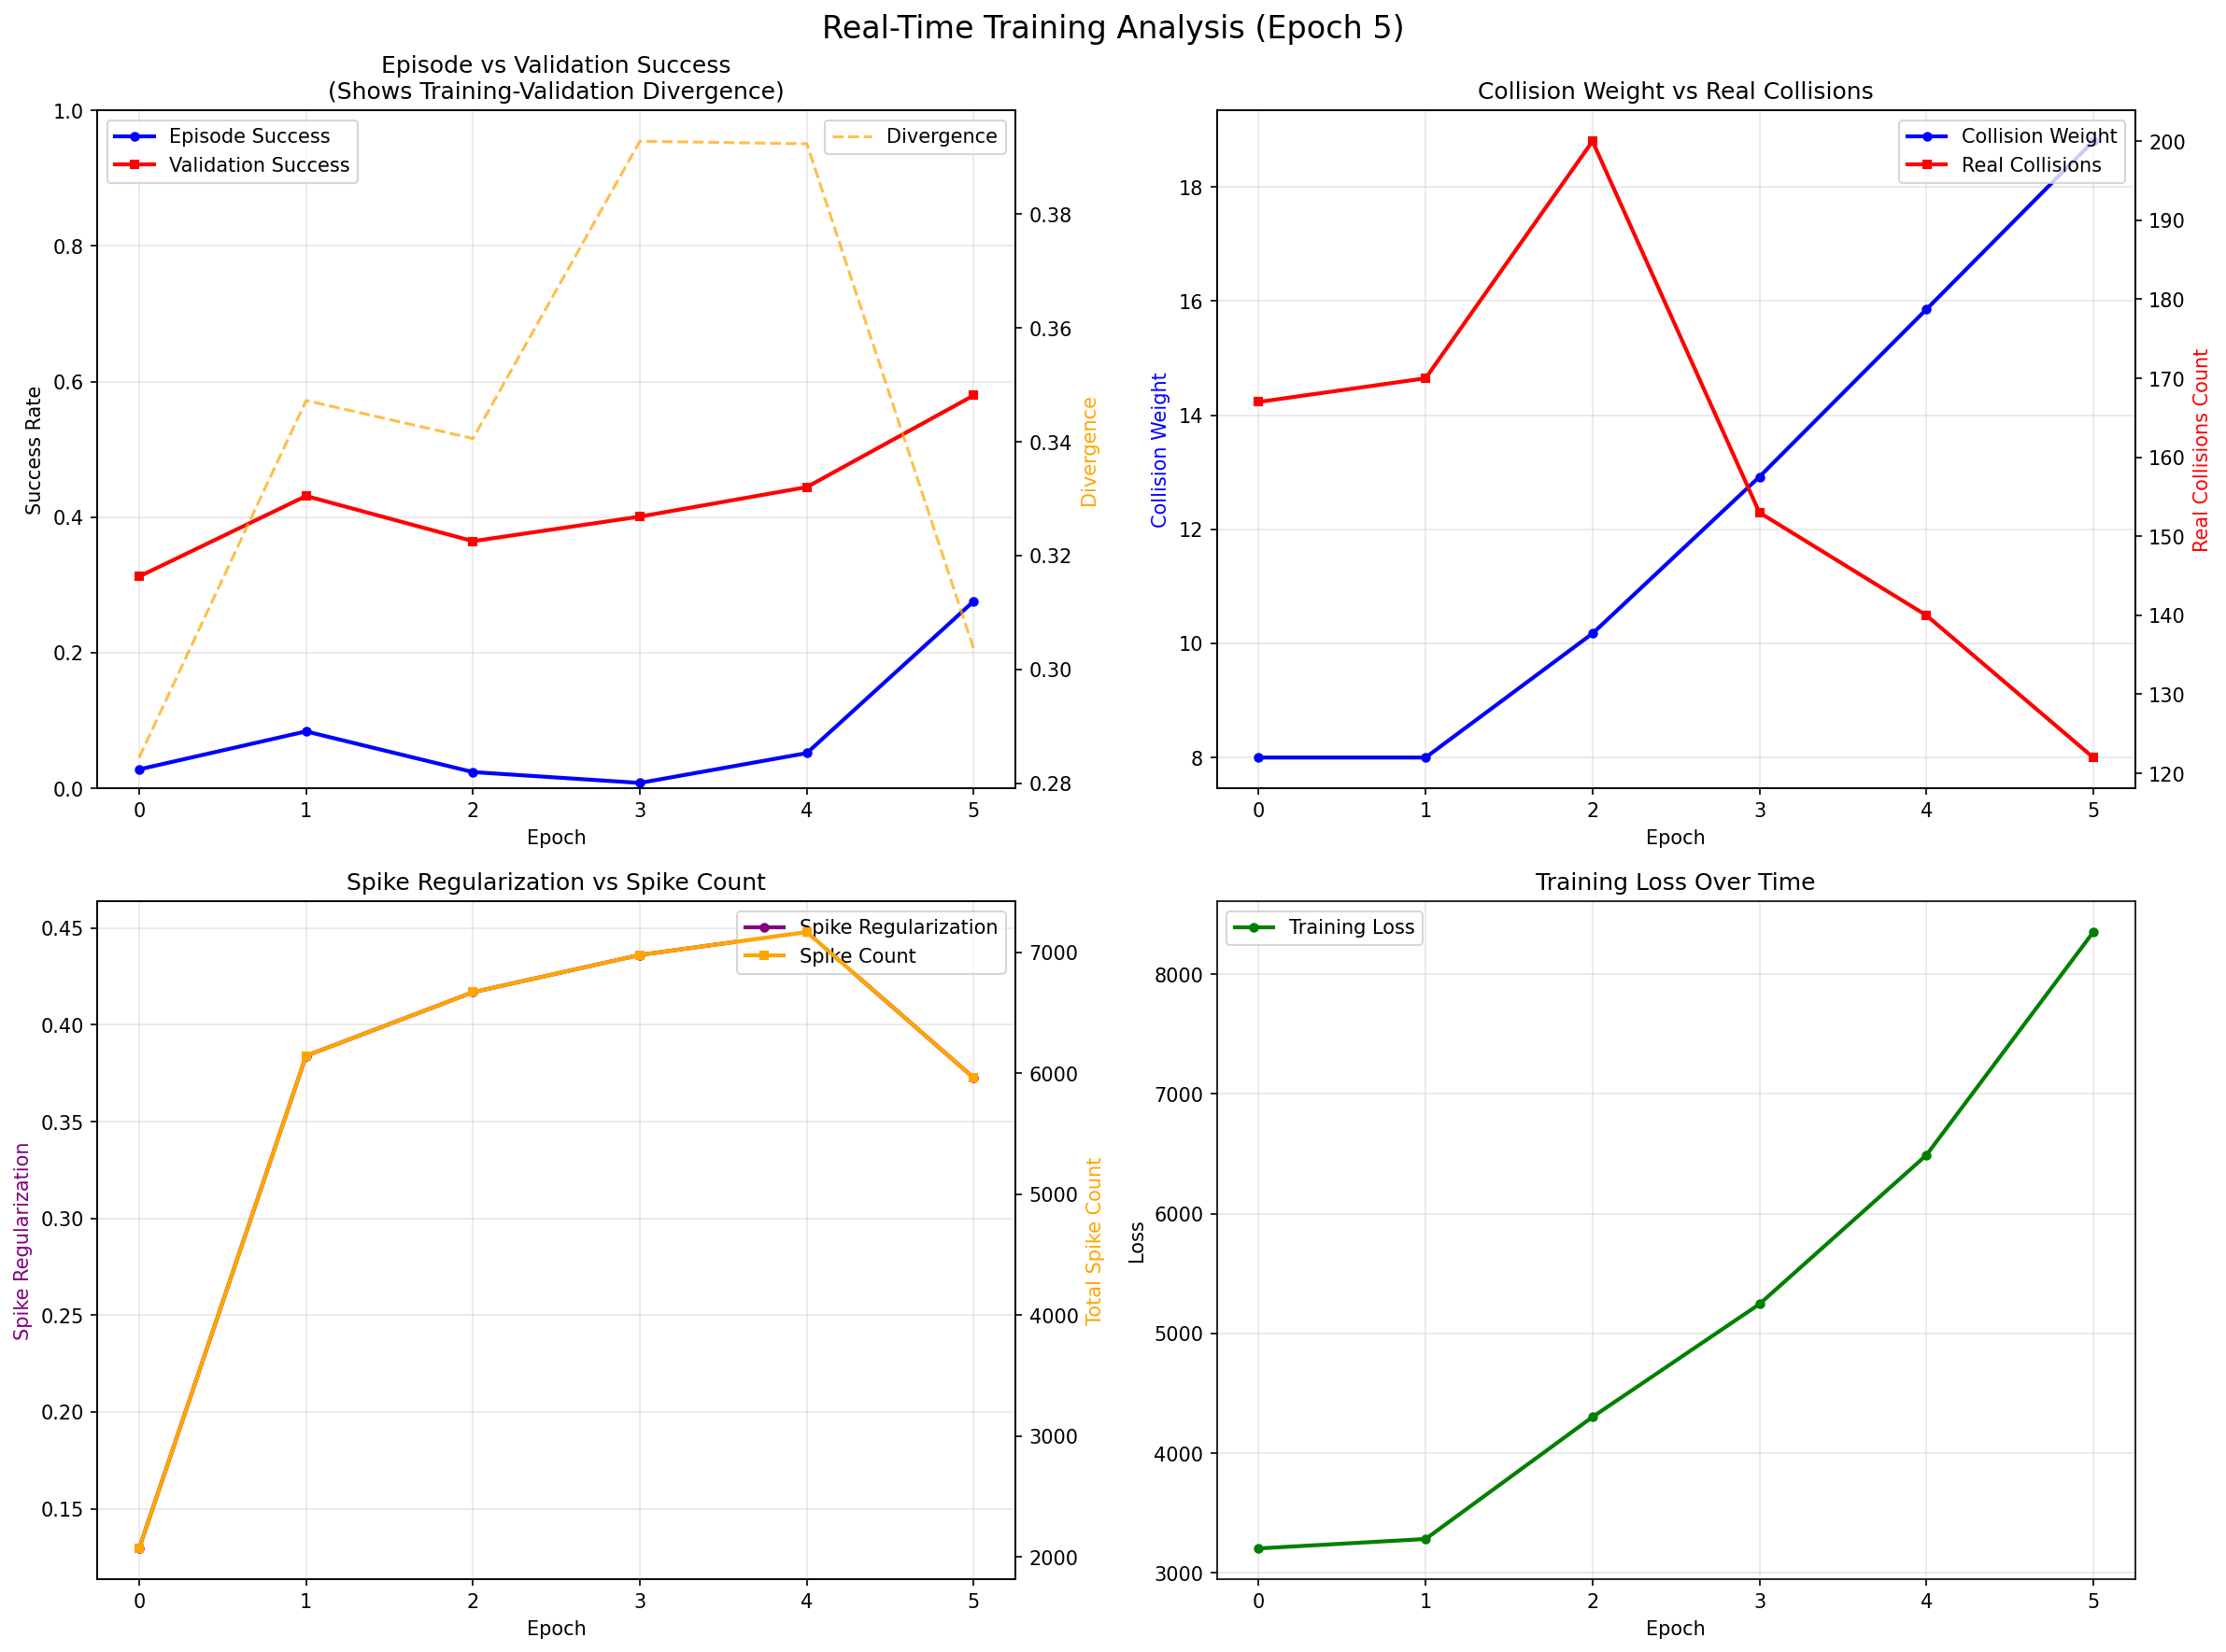 Real-Time Training Analysis (Epoch 5)
Episode vs Validation Success
(Shows Training-Validation Divergence)
Episode Success
Validation Success
Divergence
1.0
0.8
0.6
0.4
0.2
0.0
Success Rate
0.38
0.36
0.34
0.32
0.30
0.28
Divergence
0 1 2 3 4 5
Epoch
Collision Weight vs Real Collisions
Collision Weight
Real Collisions
18
16
14
12
10
8
Collision Weight
200
190
180
170
160
150
140
130
120
Real Collisions Count
0 1 2 3 4 5
Epoch
Spike Regularization vs Spike Count
Spike Regularization
Spike Count
0.45
0.40
0.35
0.30
0.25
0.20
0.15
Spike Regularization
7000
6000
5000
4000
3000
2000
Total Spike Count
0 1 2 3 4 5
Epoch
Training Loss Over Time
Training Loss
8000
7000
6000
5000
4000
3000
Loss
0 1 2 3 4 5
Epoch